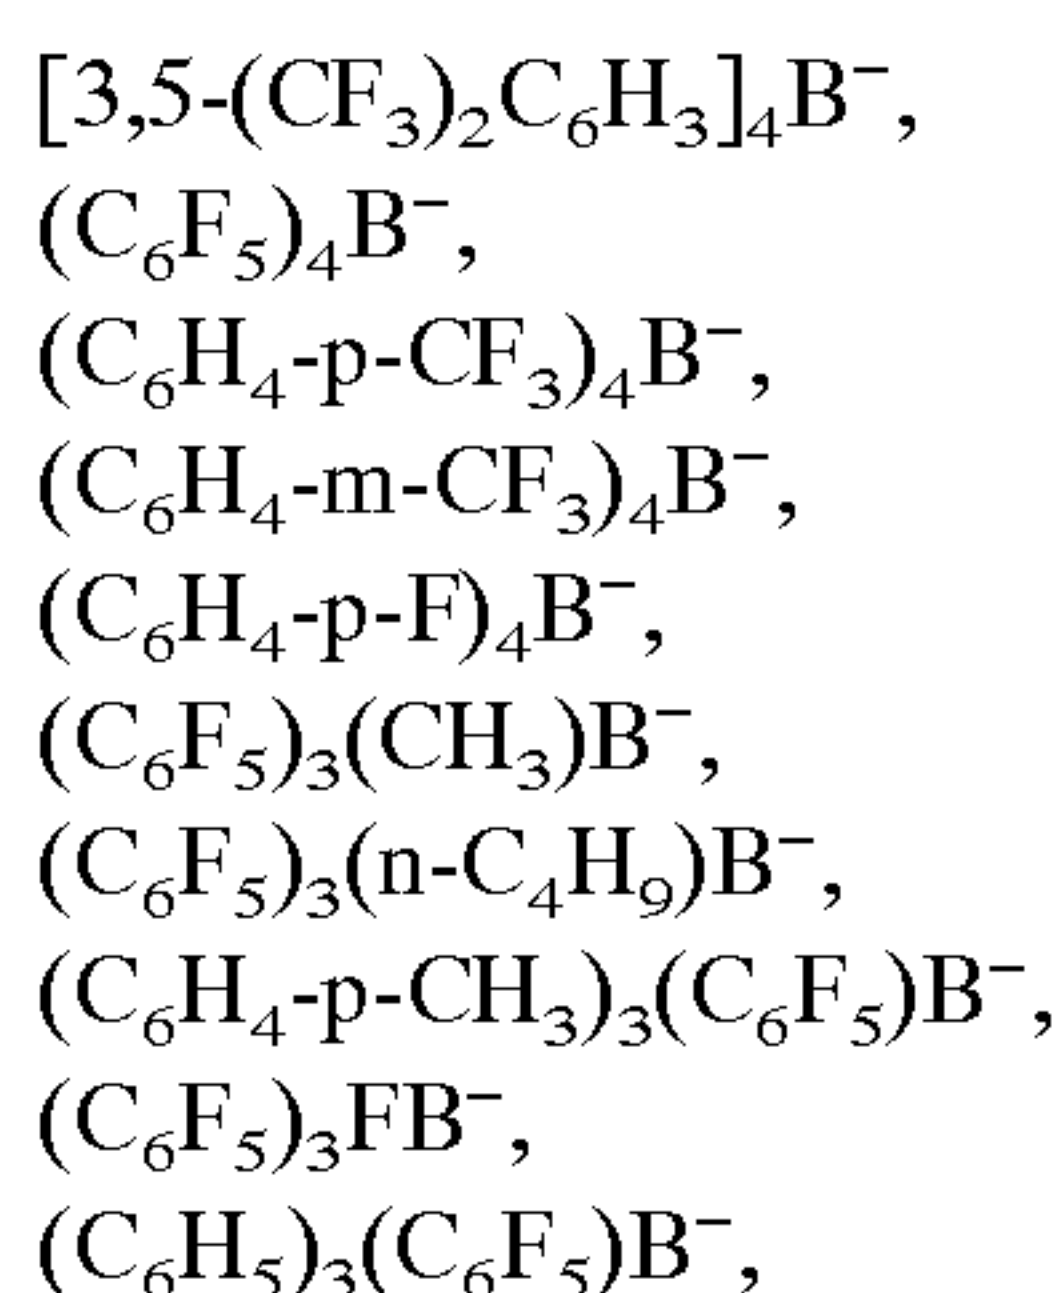 [3,5-(CF₃)₂C₆H₃]₄B⁻,
(C₆F₅)₄B⁻,
(C₆H₄-p-CF₃)₄B⁻,
(C₆H₄-m-CF₃)₄B⁻,
(C₆H₄-p-F)₄B⁻,
(C₆F₅)₃(CH₃)B⁻,
(C₆F₅)₃(n-C₄H₉)B⁻,
(C₆H₄-p-CH₃)₃(C₆F₅)B⁻,
(C₆F₅)₃FB⁻,
(C₆H₅)₃(C₆F₅)B⁻,